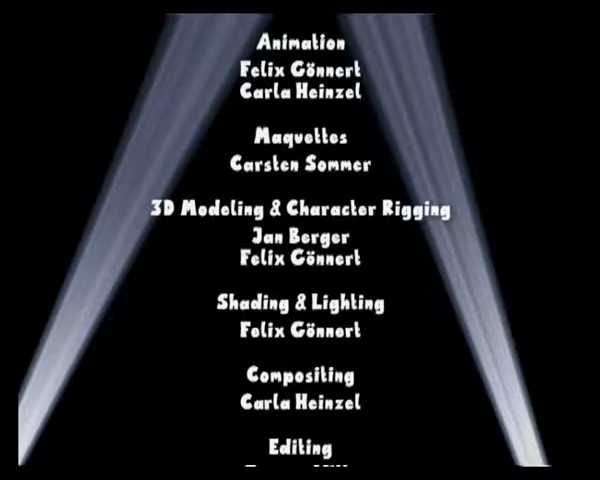 Animation
Felix Gönnert
Carla Heinzel
Maquettes
Carsten Sommer
3D Modeling & Character Rigging
Jan Berger
Felix Gönnert
Shading & Lighting
Felix Gönnert
Compositing
Carla Heinzel
Editing